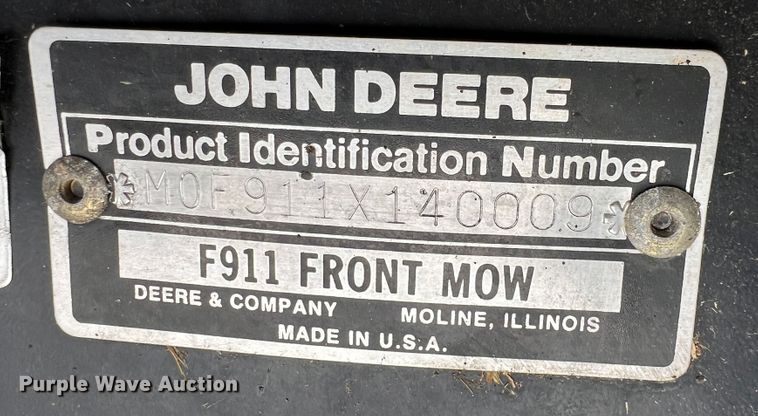 JOHN DEERE
Product Identification Number
*M0F911X140009*
F911 FRONT MOW
DEERE & COMPANY MOLINE, ILLINOIS
MADE IN U.S.A.
Purple Wave Auction